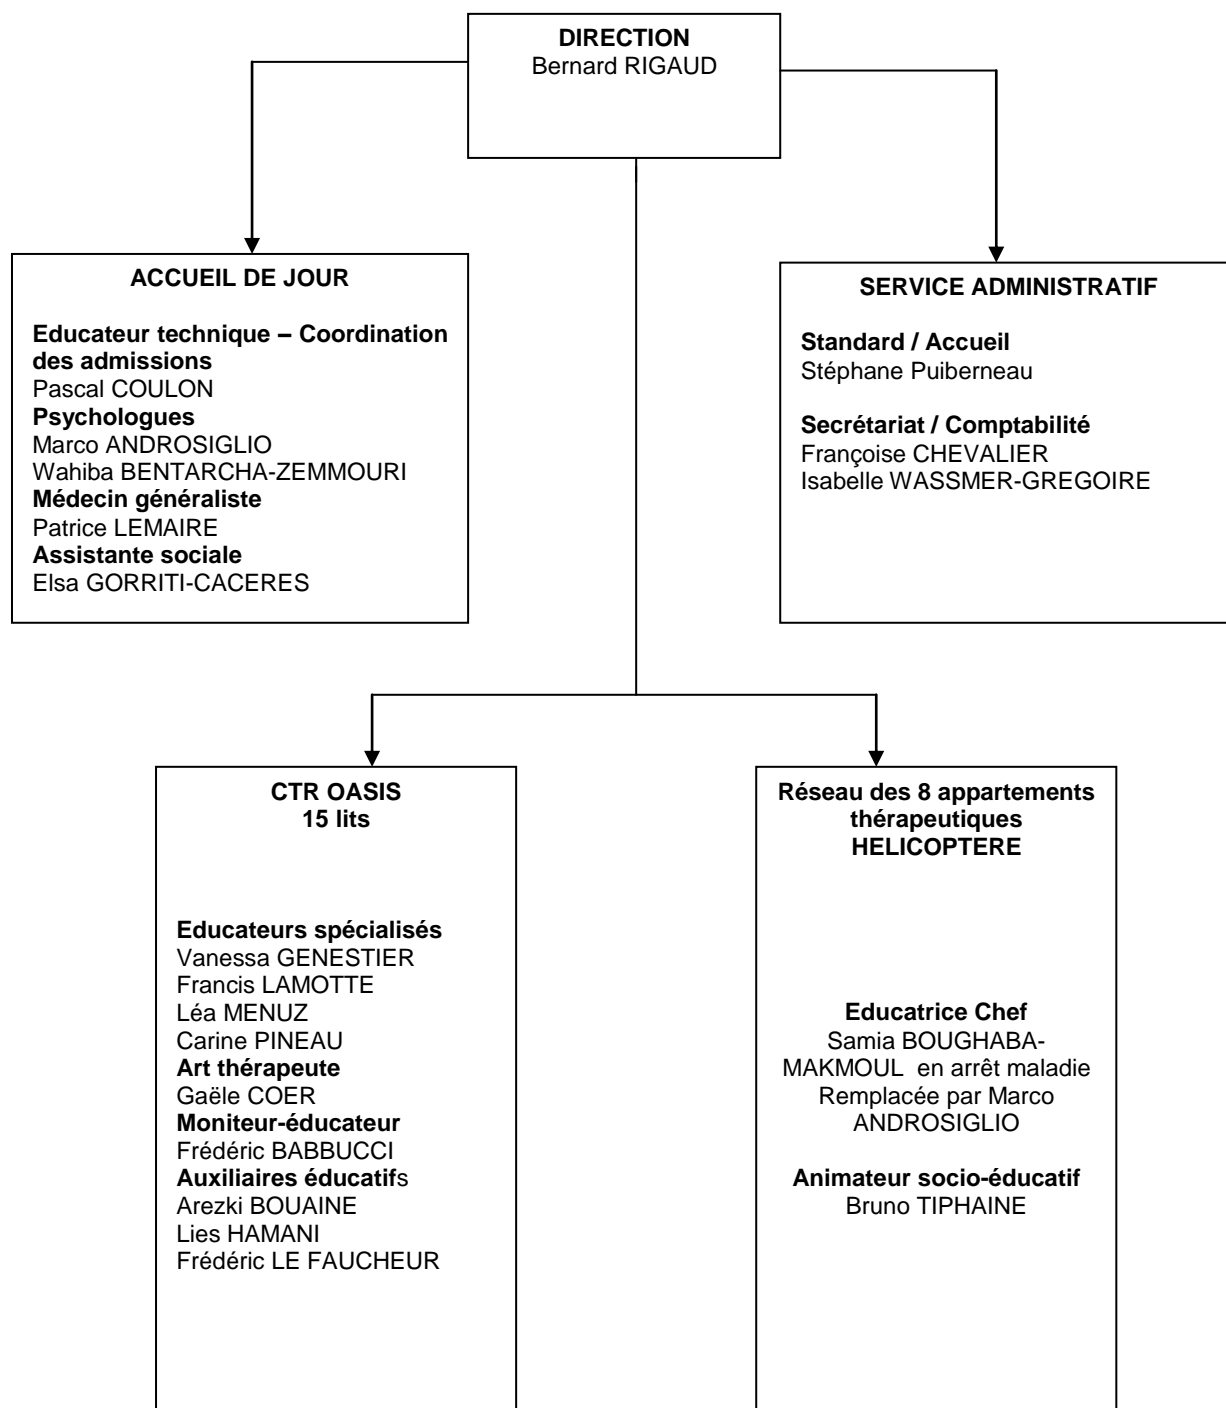 DIRECTION
Bernard RIGAUD
ACCUEIL DE JOUR
Educateur technique – Coordination
des admissions
Pascal COULON
Psychologues
Marco ANDROSIGLIO
Wahiba BENTARCHA-ZEMMOURI
Médecin généraliste
Patrice LEMAIRE
Assistante sociale
Elsa GORRITI-CACERES
SERVICE ADMINISTRATIF
Standard / Accueil
Stéphane Puiberneau
Secrétariat / Comptabilité
Françoise CHEVALIER
Isabelle WASSMER-GREGOIRE
CTR OASIS
15 lits
Educateurs spécialisés
Vanessa GENESTIER
Francis LAMOTTE
Léa MENUZ
Carine PINEAU
Art thérapeute
Gaële COER
Moniteur-éducateur
Frédéric BABBUCCI
Auxiliaires éducatifs
Arezki BOUAINE
Lies HAMANI
Frédéric LE FAUCHEUR
Réseau des 8 appartements
thérapeutiques
HELICOPTERE
Educatrice Chef
Samia BOUGHABA-
MAKMOUL en arrêt maladie
Remplacée par Marco
ANDROSIGLIO
Animateur socio-éducatif
Bruno TIPHAINE